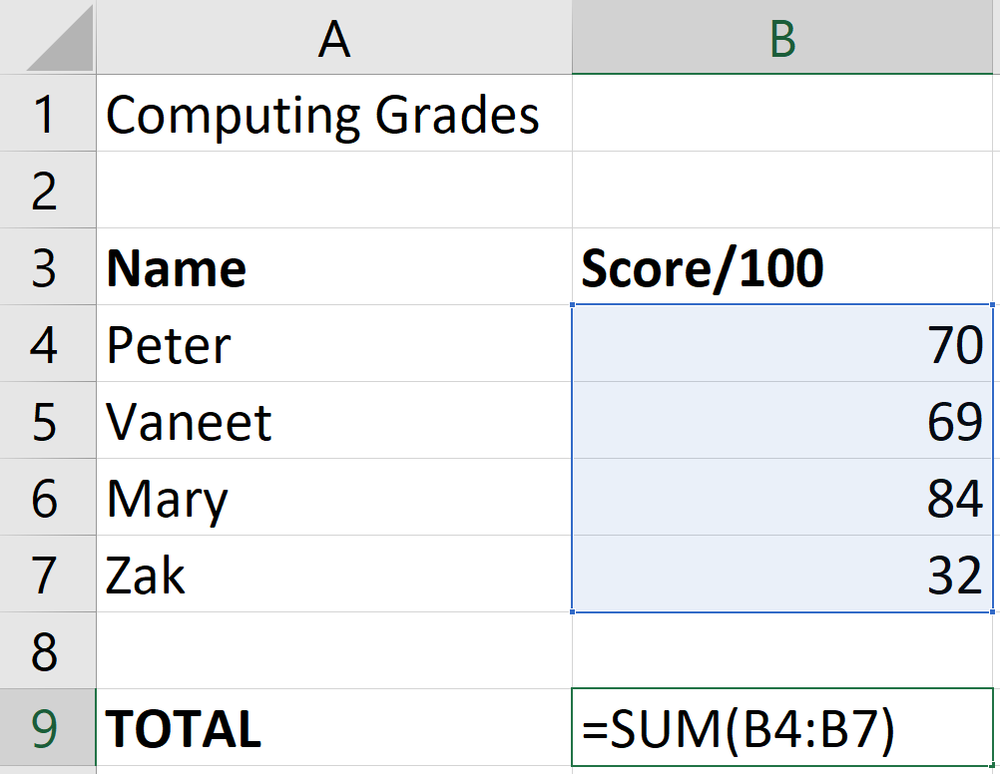 A B
1 Computing Grades
2
3 Name Score/100
4 Peter 70
5 Vaneet 69
6 Mary 84
7 Zak 32
8
9 TOTAL =SUM(B4:B7)